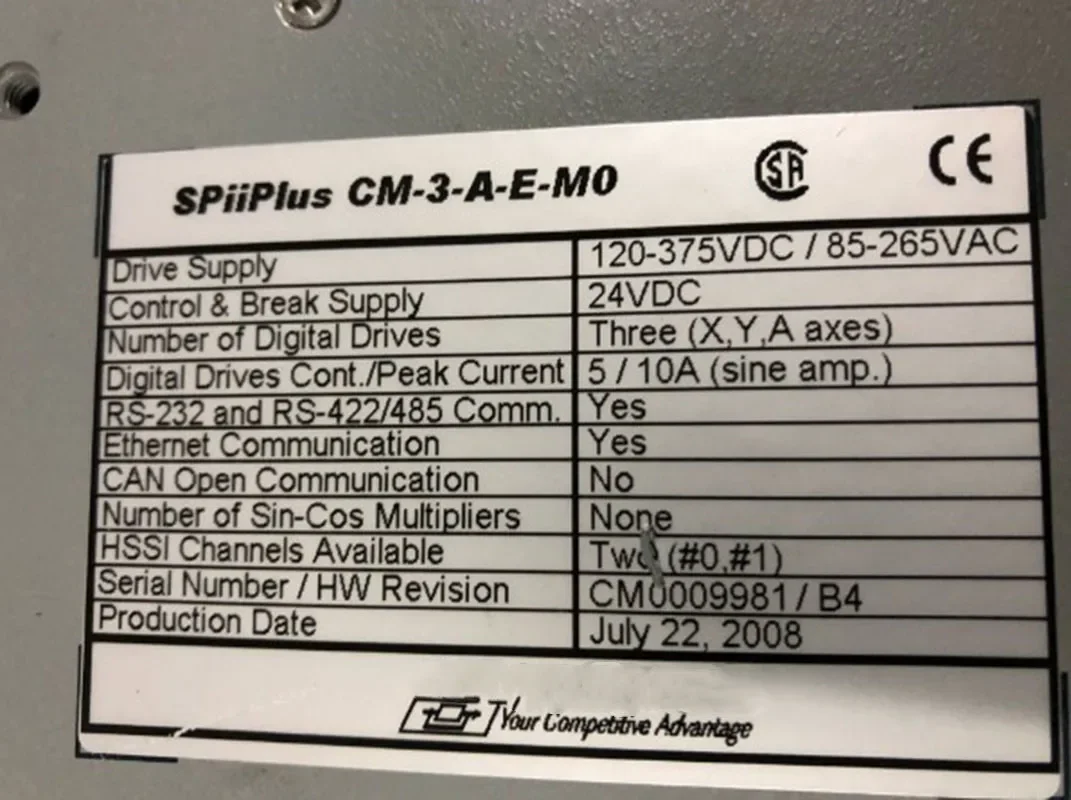 SPiiPlus CM-3-A-E-M0 SA CE
Drive Supply 120-375VDC / 85-265VAC
Control & Break Supply 24VDC
Number of Digital Drives Three (X,Y,A axes)
Digital Drives Cont./Peak Current 5 / 10A (sine amp.)
RS-232 and RS-422/485 Comm. Yes
Ethernet Communication Yes
CAN Open Communication No
Number of Sin-Cos Multipliers None
HSSI Channels Available Two (#0,#1)
Serial Number / HW Revision CM0009981 / B4
Production Date July 22, 2008
Your Competitive Advantage